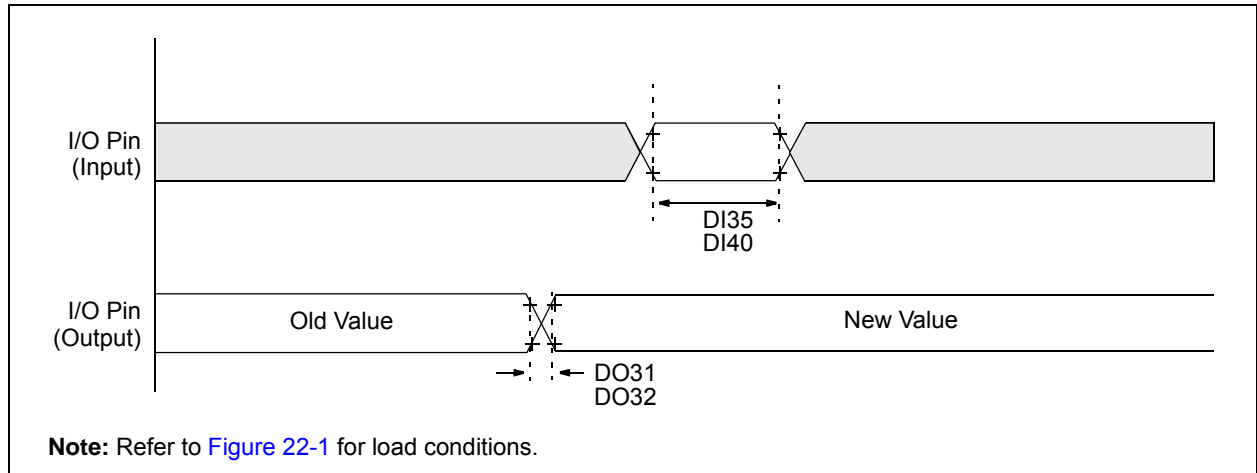 I/O Pin
(Input)
DI35
DI40
I/O Pin
(Output)
Old Value
New Value
DO31
DO32
Note: Refer to Figure 22-1 for load conditions.